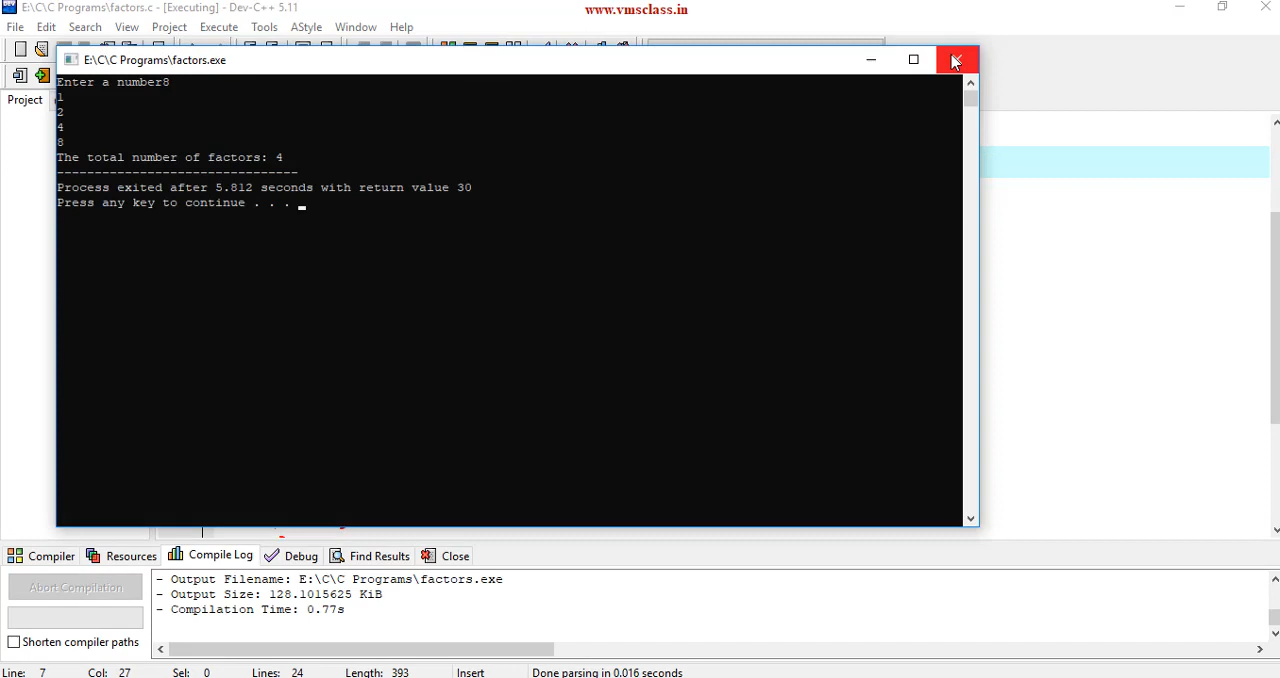 E:\C\C Programs\factors.c - [Executing] - Dev-C++ 5.11
www.vmsclass.in
File Edit Search View Project Execute Tools AStyle Window Help
E:\C\C Programs\factors.exe
Enter a number8
1
2
4
8
The total number of factors: 4
--------------------------------
Process exited after 5.812 seconds with return value 30
Press any key to continue . . .
Project
Compiler Resources Compile Log Debug Find Results Close
Abort Compilation
Shorten compiler paths
- Output Filename: E:\C\C Programs\factors.exe
- Output Size: 128.1015625 KiB
- Compilation Time: 0.77s
Line: 7 Col: 27 Sel: 0 Lines: 24 Length: 393 Insert Done parsing in 0.016 seconds